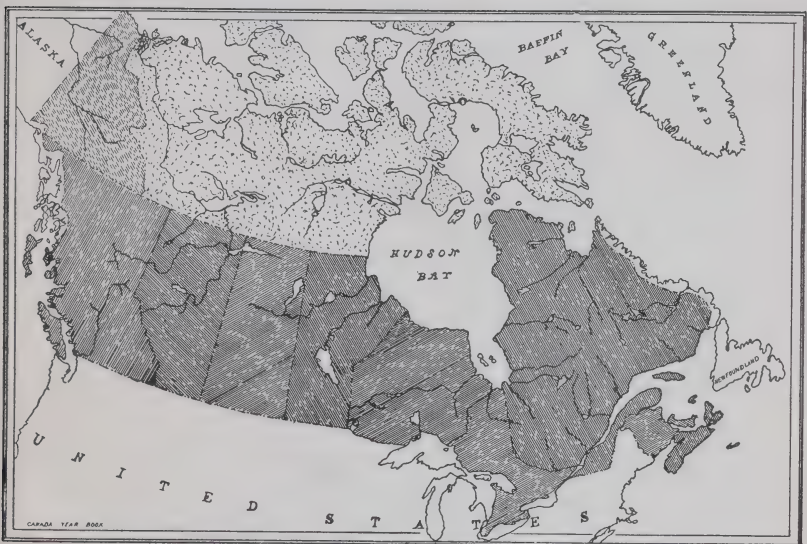 ALASKA
BAFFIN
BAY
GREENLAND
HUDSON
BAY
NEWFOUNDLAND
UNITED STATES
CANADA YEAR BOOK